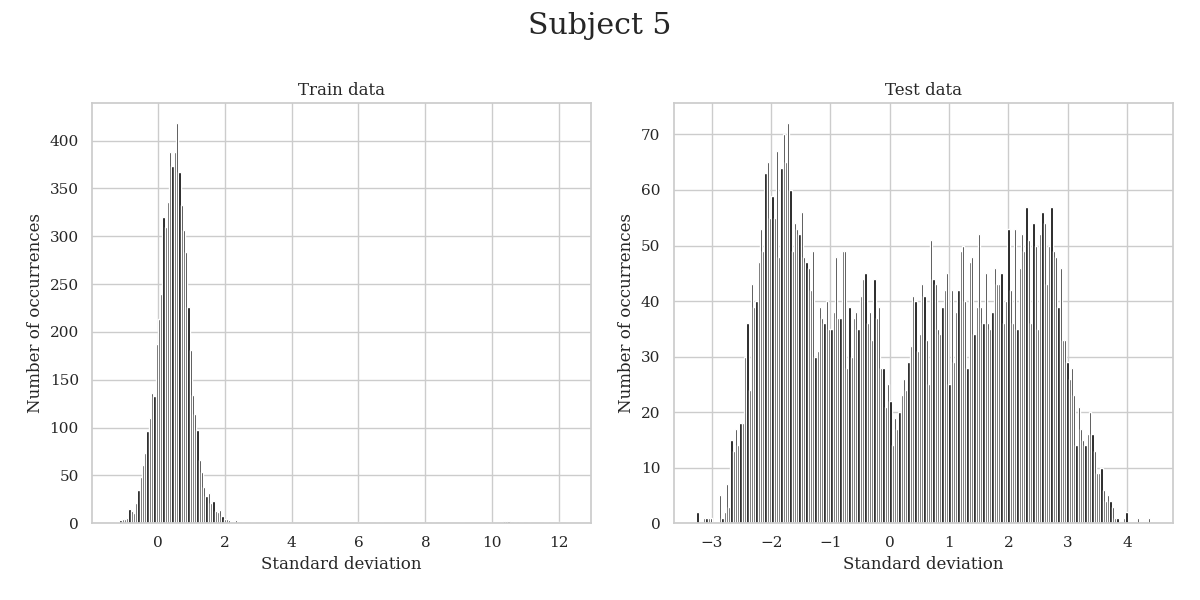 Subject 5
Train data
Test data
Number of occurrences
400
350
300
250
200
150
100
50
0
0 2 4 6 8 10 12
Standard deviation
Number of occurrences
70
60
50
40
30
20
10
0
−3 −2 −1 0 1 2 3 4
Standard deviation